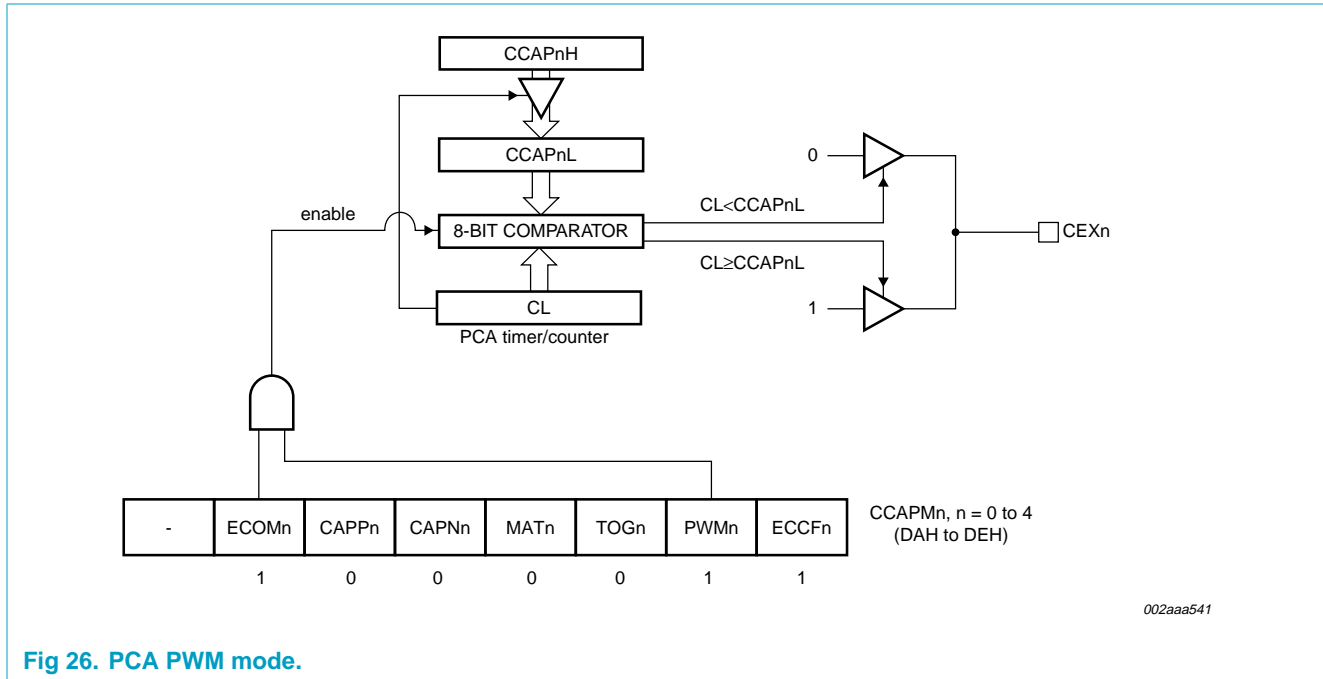 CCAPnH
CCAPnL
0
CL<CCAPnL
enable
8-BIT COMPARATOR
CEXn
CL≥CCAPnL
CL
1
PCA timer/counter
- ECOMn CAPPn CAPNn MATn TOGn PWMn ECCFn
CCAPMn, n = 0 to 4
(DAH to DEH)
1 0 0 0 0 1 1
002aaa541
Fig 26. PCA PWM mode.